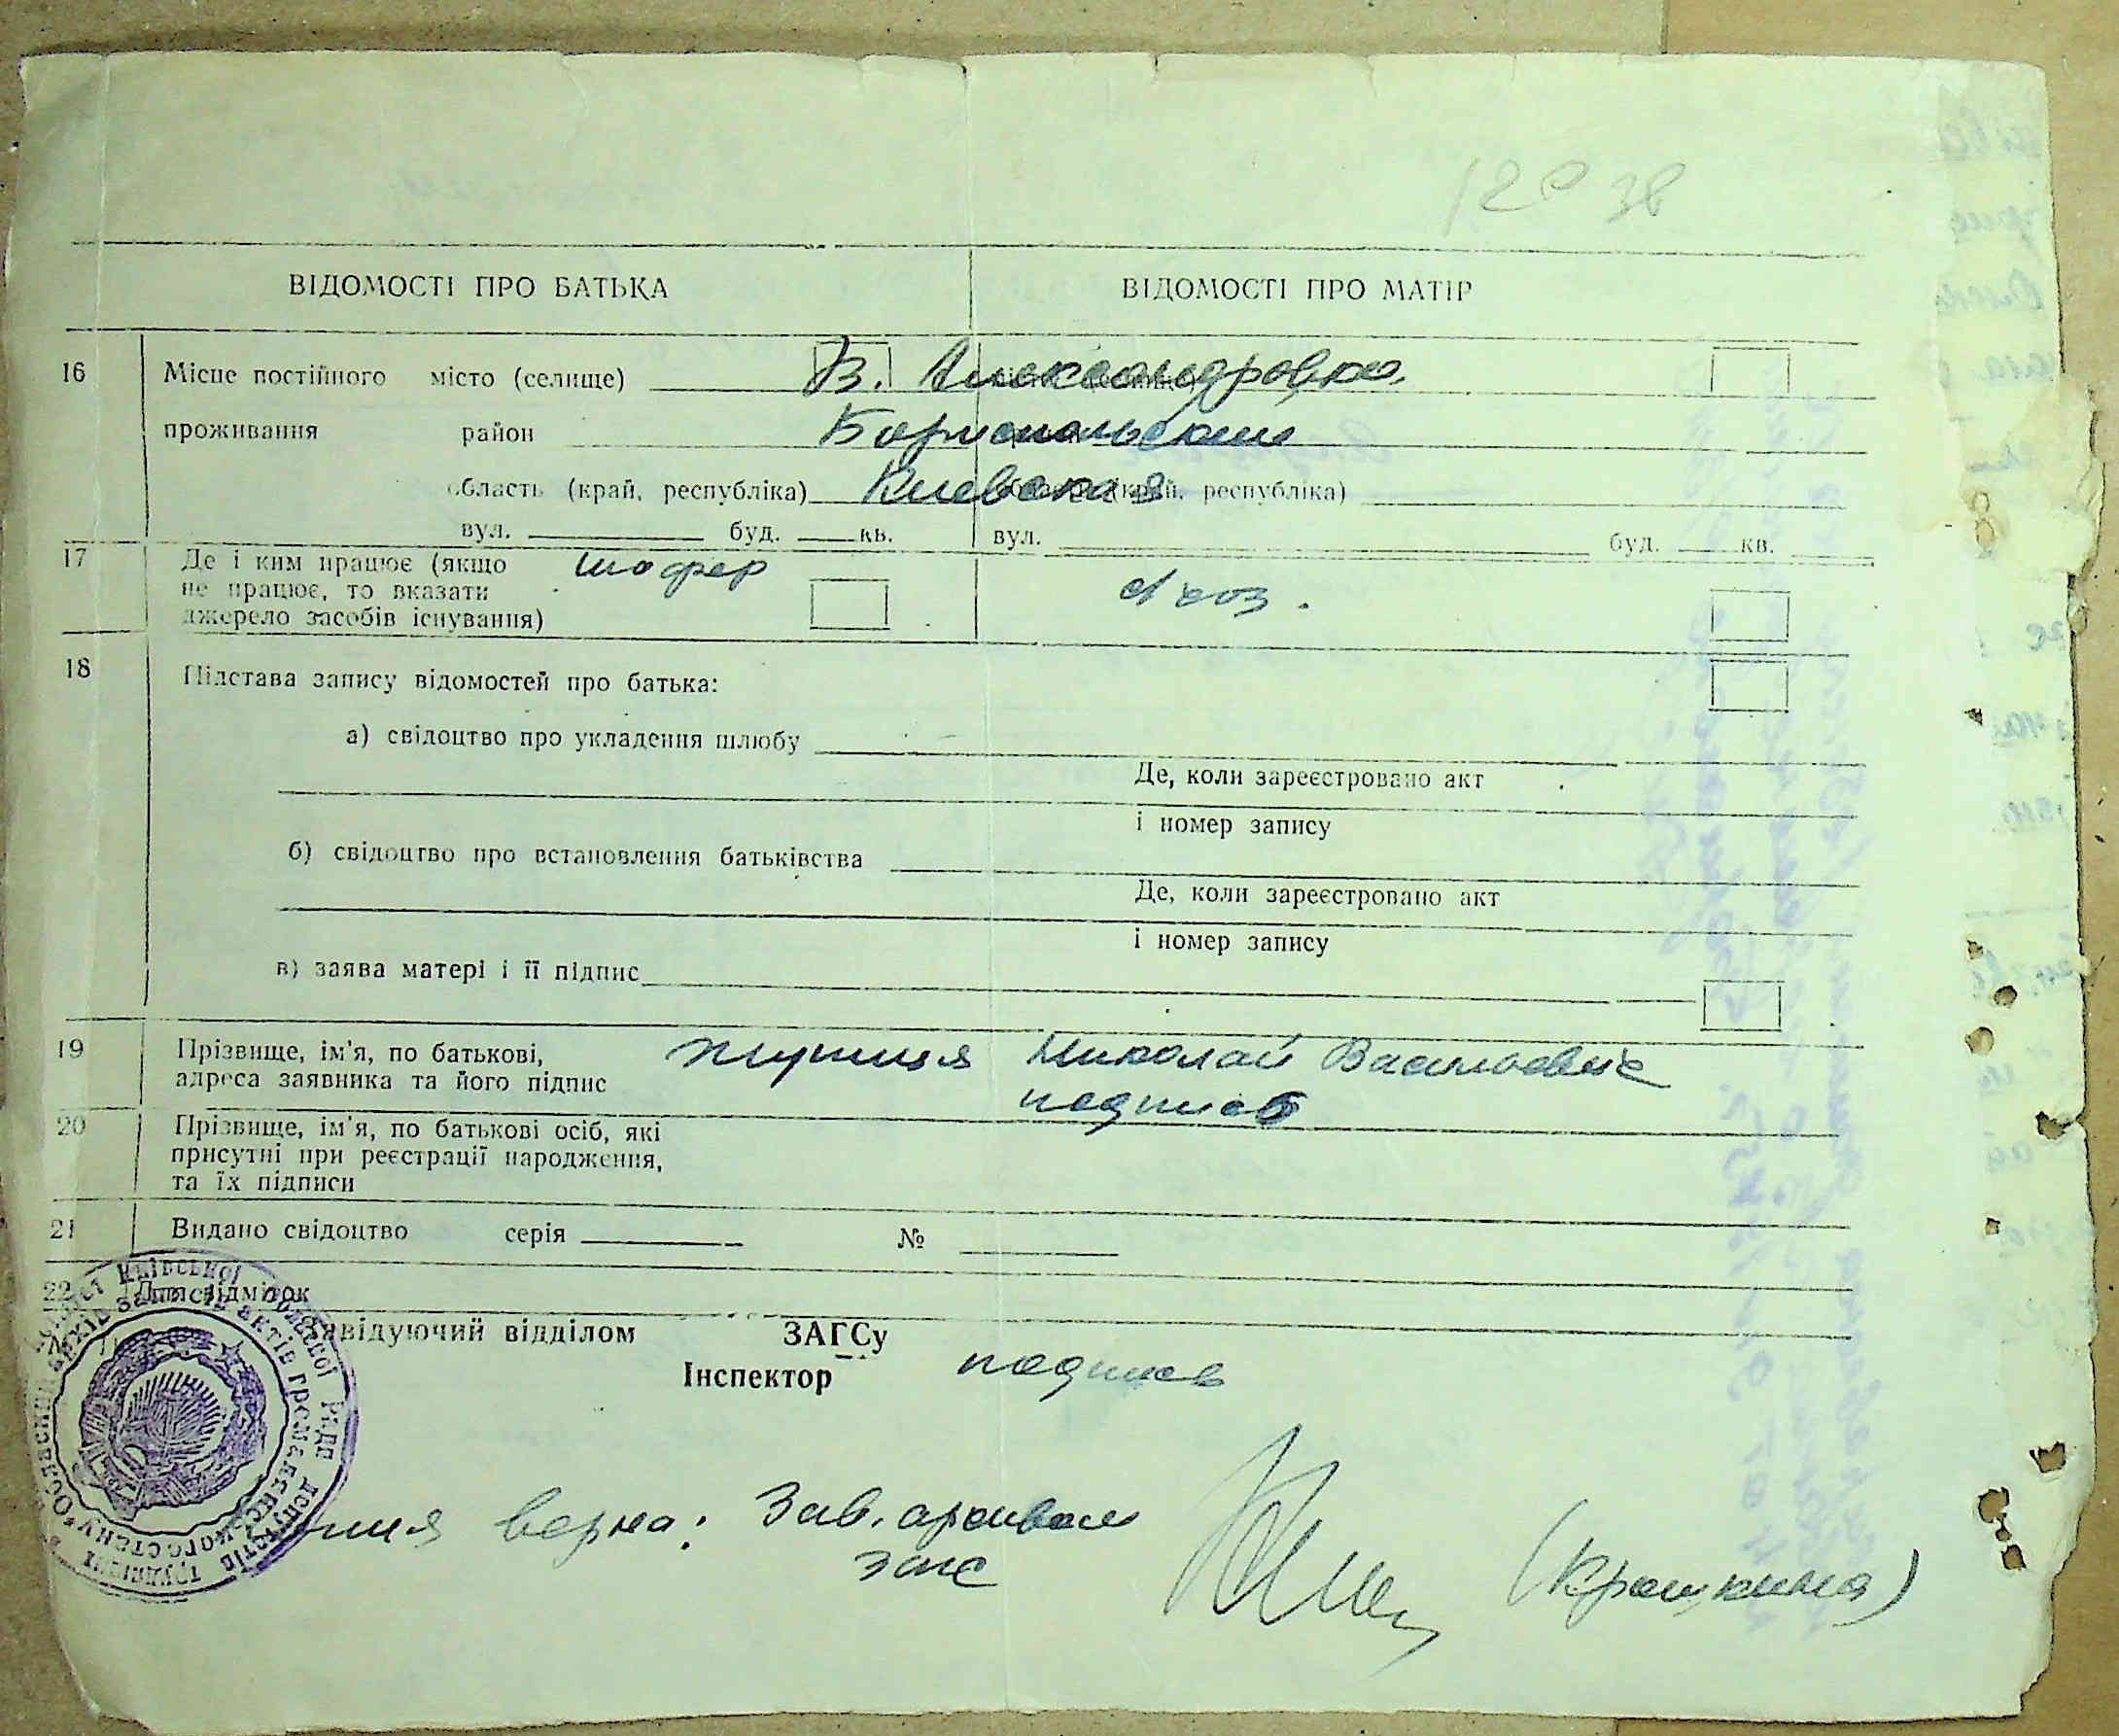 ВІДОМОСТІ ПРО БАТЬКА
ВІДОМОСТІ ПРО МАТІР
16 Місце постійного місто (селище) В. Александровка
проживання район Бориспольский
область (край, республіка) Киевская (край, республіка)
вул. буд. кв. вул. буд. кв.
17 Де і ким працює (якщо шофер
не працює, то вказати
джерело засобів існування)
18 Підстава запису відомостей про батька:
а) свідоцтво про укладення шлюбу
Де, коли зареєстровано акт
і номер запису
б) свідоцтво про встановлення батьківства
Де, коли зареєстровано акт
і номер запису
в) заява матері і її підпис
19 Прізвище, ім'я, по батькові, Николай Васильевич
адреса заявника та його підпис подпись
20 Прізвище, ім'я, по батькові осіб, які
присутні при реєстрації народження,
та їх підписи
21 Видано свідоцтво серія №
22 Для відміток
Завідуючий відділом ЗАГСу
Інспектор подпись
верна: Зав. архивом
загс
(Крашкина)